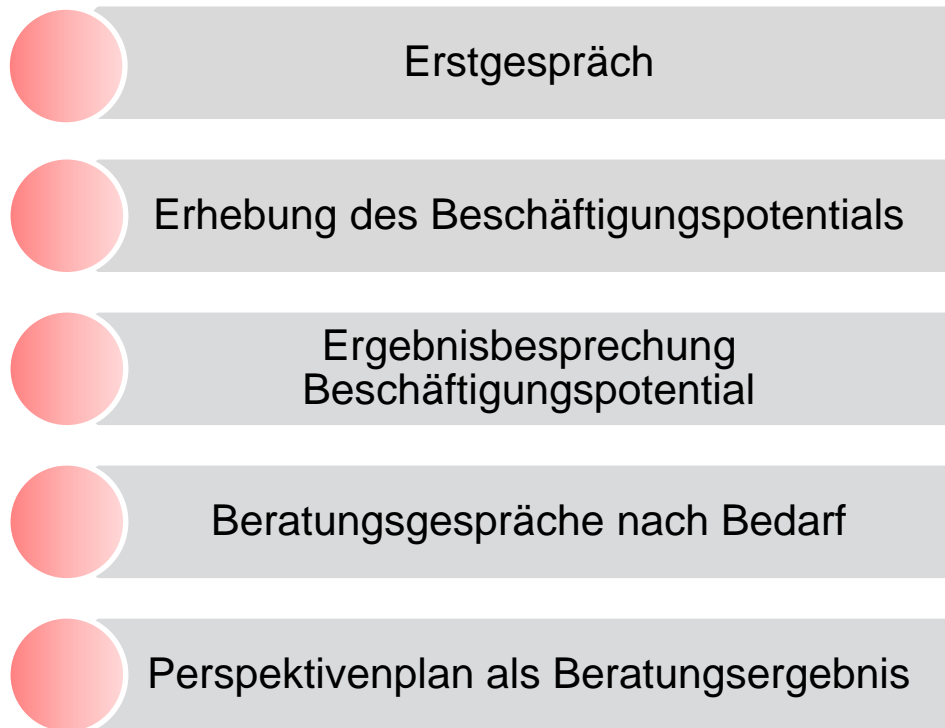 Erstgespräch
Erhebung des Beschäftigungspotentials
Ergebnisbesprechung
Beschäftigungspotential
Beratungsgespräche nach Bedarf
Perspektivenplan als Beratungsergebnis